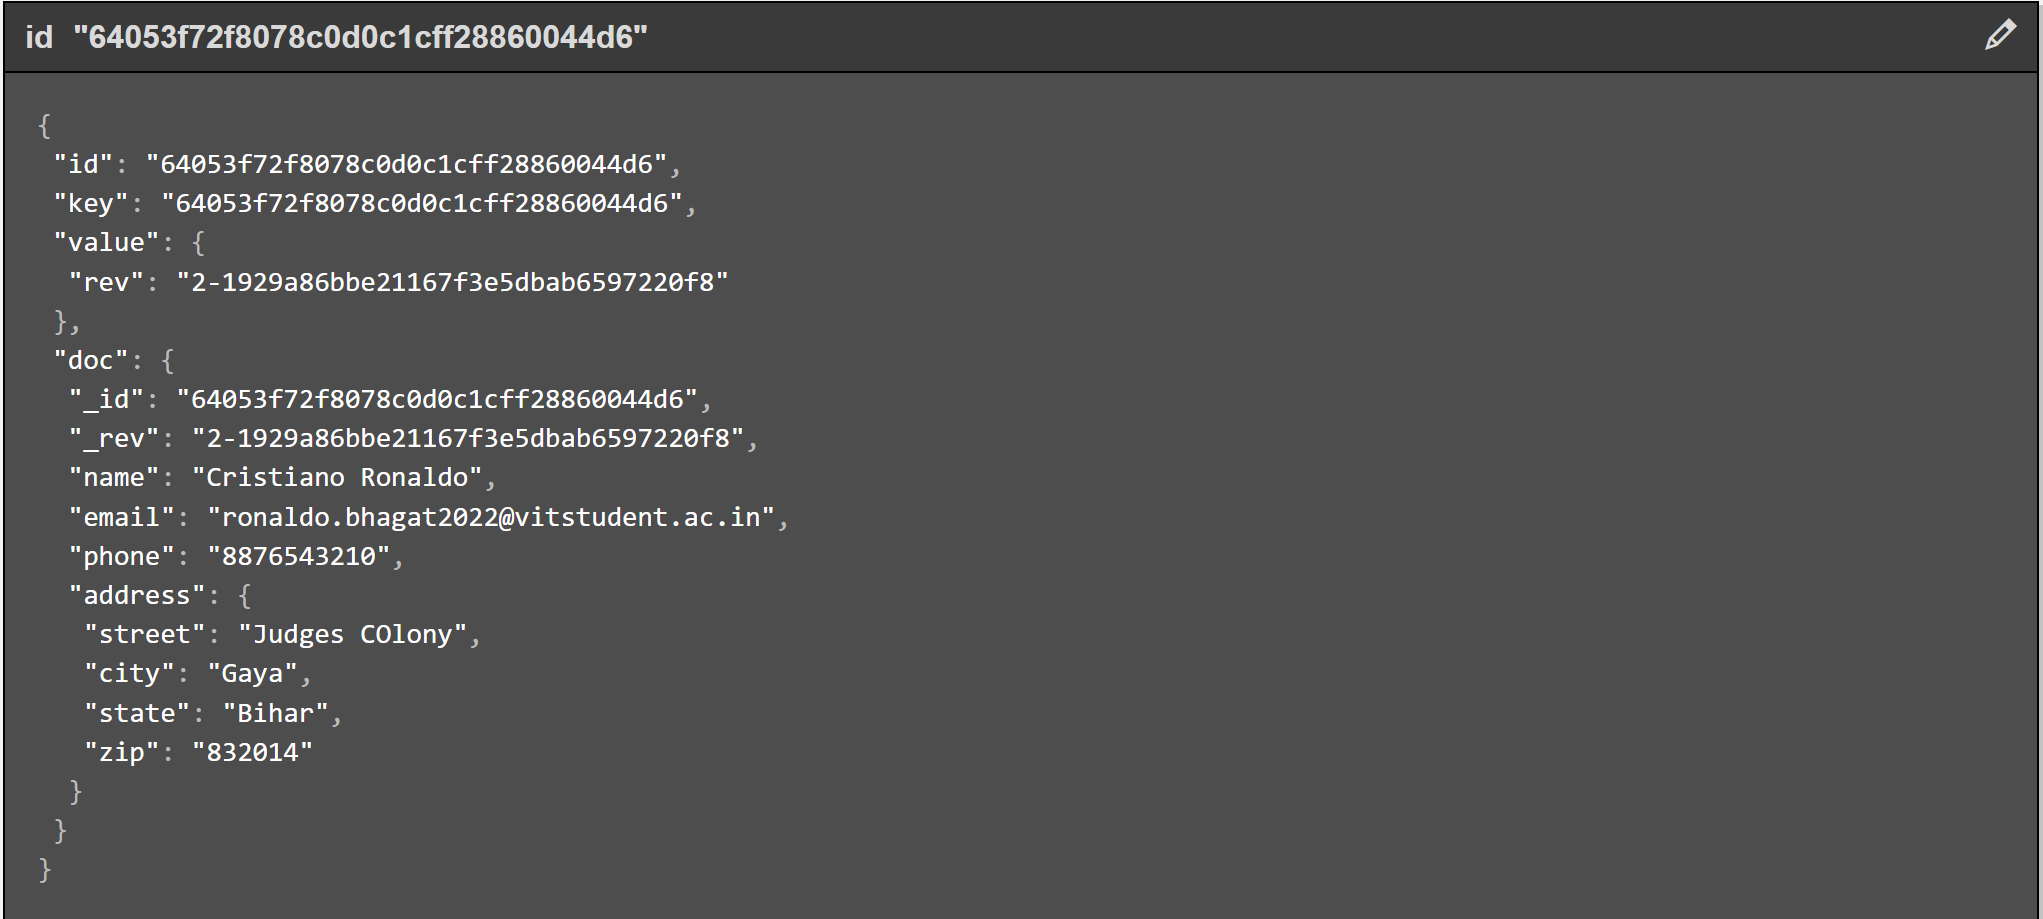 id "64053f72f8078c0d0c1cff28860044d6"
{
"id": "64053f72f8078c0d0c1cff28860044d6",
"key": "64053f72f8078c0d0c1cff28860044d6",
"value": {
"rev": "2-1929a86bbe21167f3e5dbab6597220f8"
},
"doc": {
"_id": "64053f72f8078c0d0c1cff28860044d6",
"_rev": "2-1929a86bbe21167f3e5dbab6597220f8",
"name": "Cristiano Ronaldo",
"email": "ronaldo.bhagat2022@vitstudent.ac.in",
"phone": "8876543210",
"address": {
"street": "Judges COlony",
"city": "Gaya",
"state": "Bihar",
"zip": "832014"
}
}
}